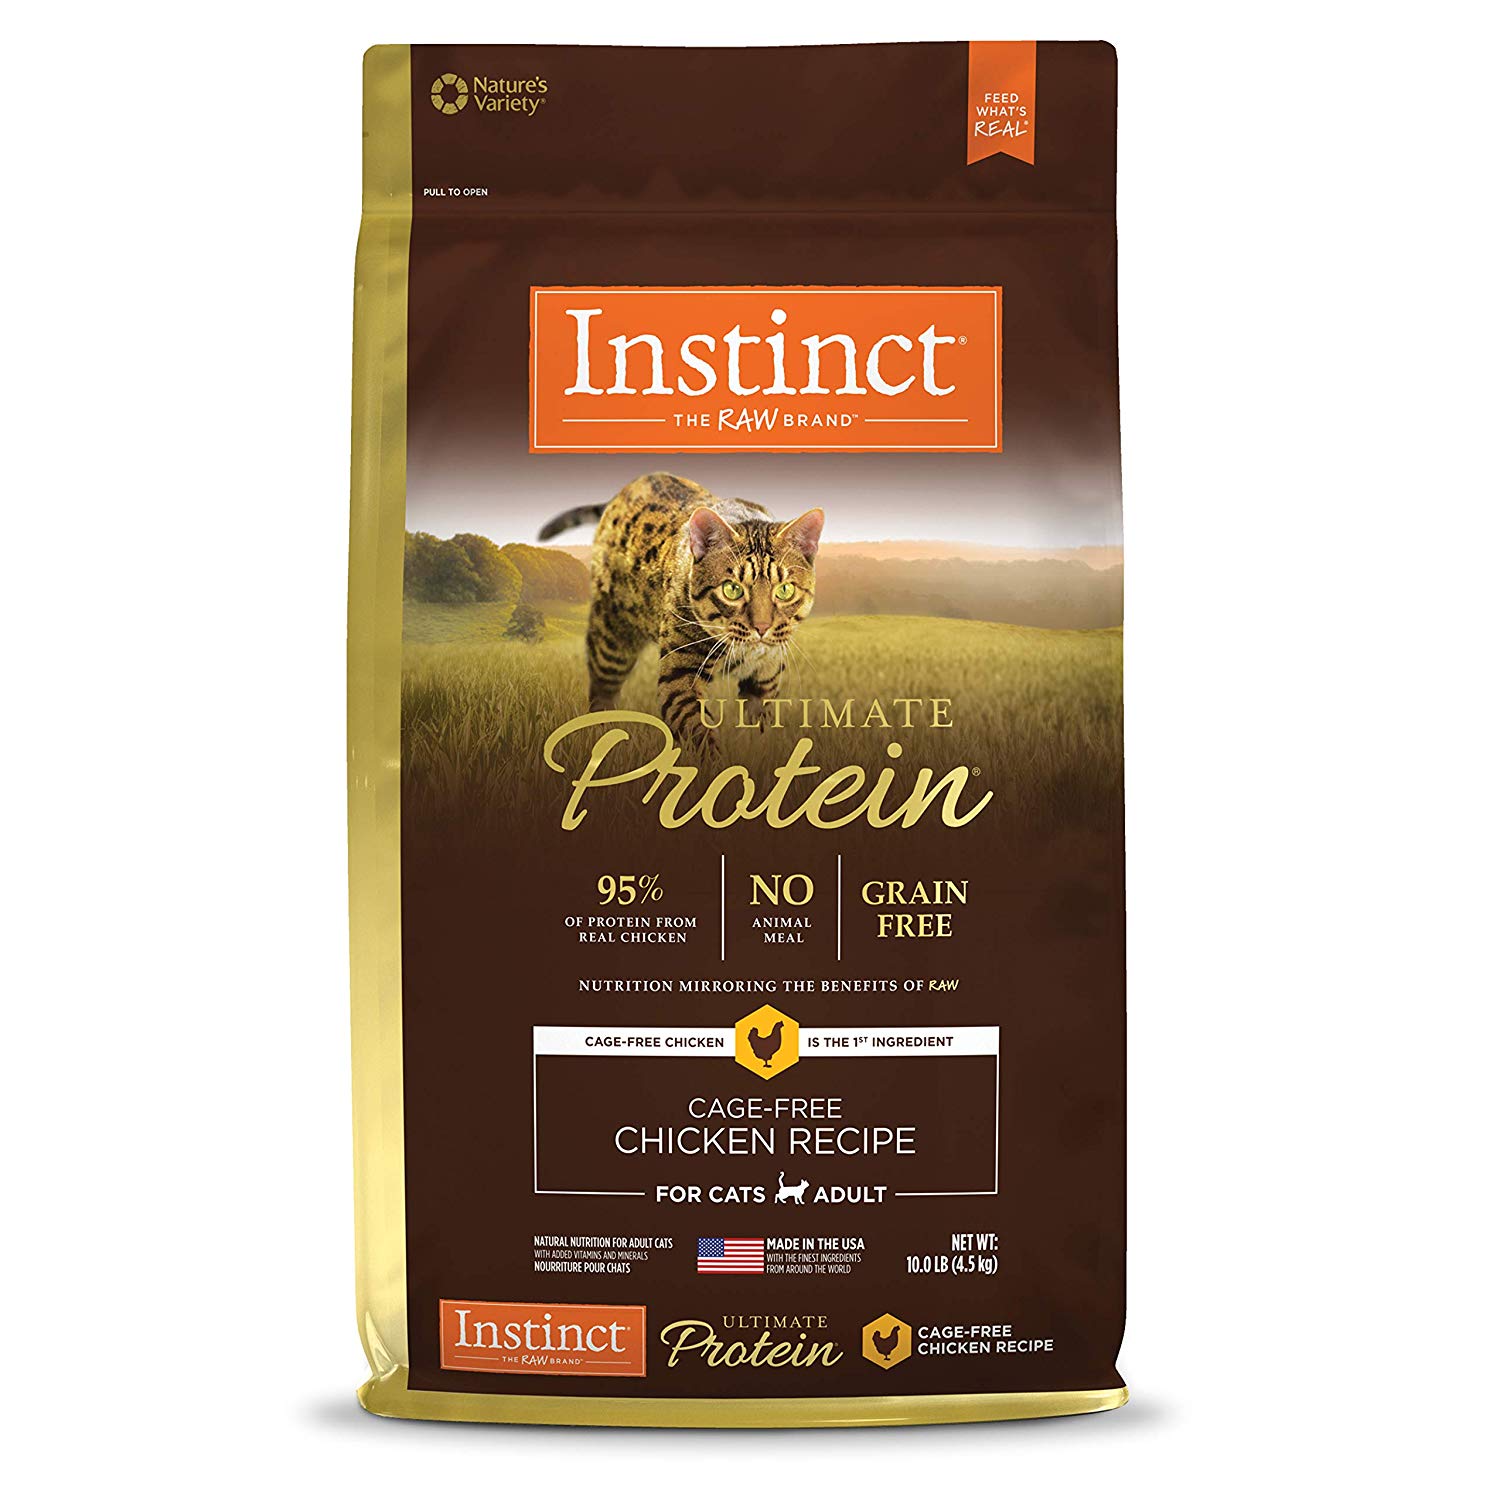 Nature's
Variety®
FEED
WHAT'S
REAL®
PULL TO OPEN
Instinct®
THE RAW BRAND™
ULTIMATE
Protein®
95%
OF PROTEIN FROM
REAL CHICKEN
NO
ANIMAL
MEAL
GRAIN
FREE
NUTRITION MIRRORING THE BENEFITS OF RAW
CAGE-FREE CHICKEN IS THE 1ST INGREDIENT
CAGE-FREE
CHICKEN RECIPE
FOR CATS ADULT
NATURAL NUTRITION FOR ADULT CATS
WITH ADDED VITAMINS AND MINERALS
NOURRITURE POUR CHATS
MADE IN THE USA
WITH THE FINEST INGREDIENTS
FROM AROUND THE WORLD
NET WT:
10.0 LB (4.5 kg)
Instinct®
THE RAW BRAND™
ULTIMATE
Protein®
CAGE-FREE
CHICKEN RECIPE